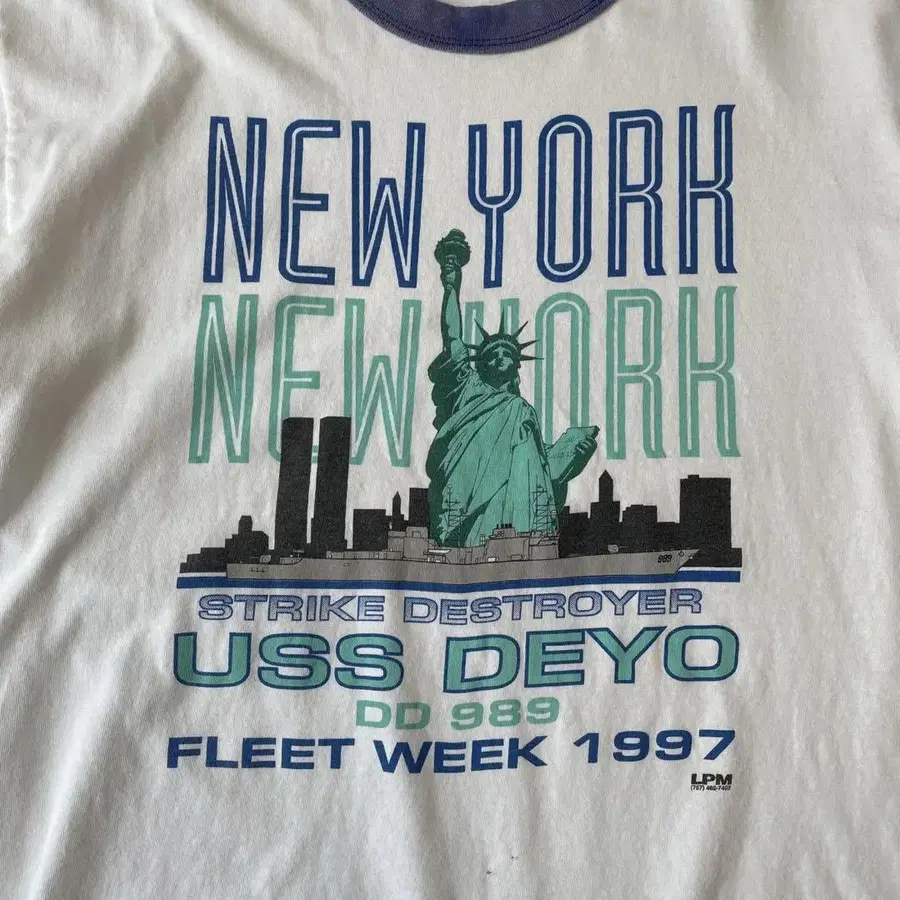 NEW YORK
NEW YORK
989
STRIKE DESTROYER
USS DEYO
DD 989
FLEET WEEK 1997
LPM